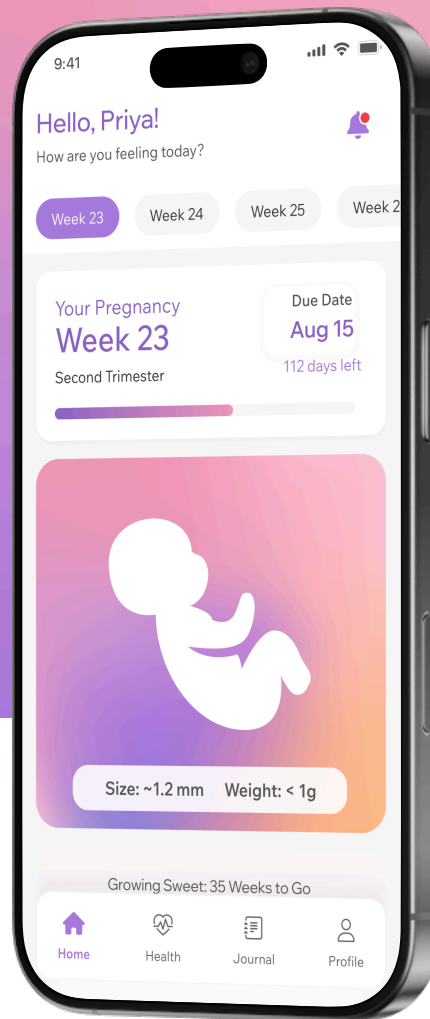 9:41
Hello, Priya!
How are you feeling today?
Week 23 Week 24 Week 25 Week 2
Your Pregnancy
Week 23
Second Trimester
Due Date
Aug 15
112 days left
Size: ~1.2 mm Weight: < 1g
Growing Sweet: 35 Weeks to Go
Home Health Journal Profile